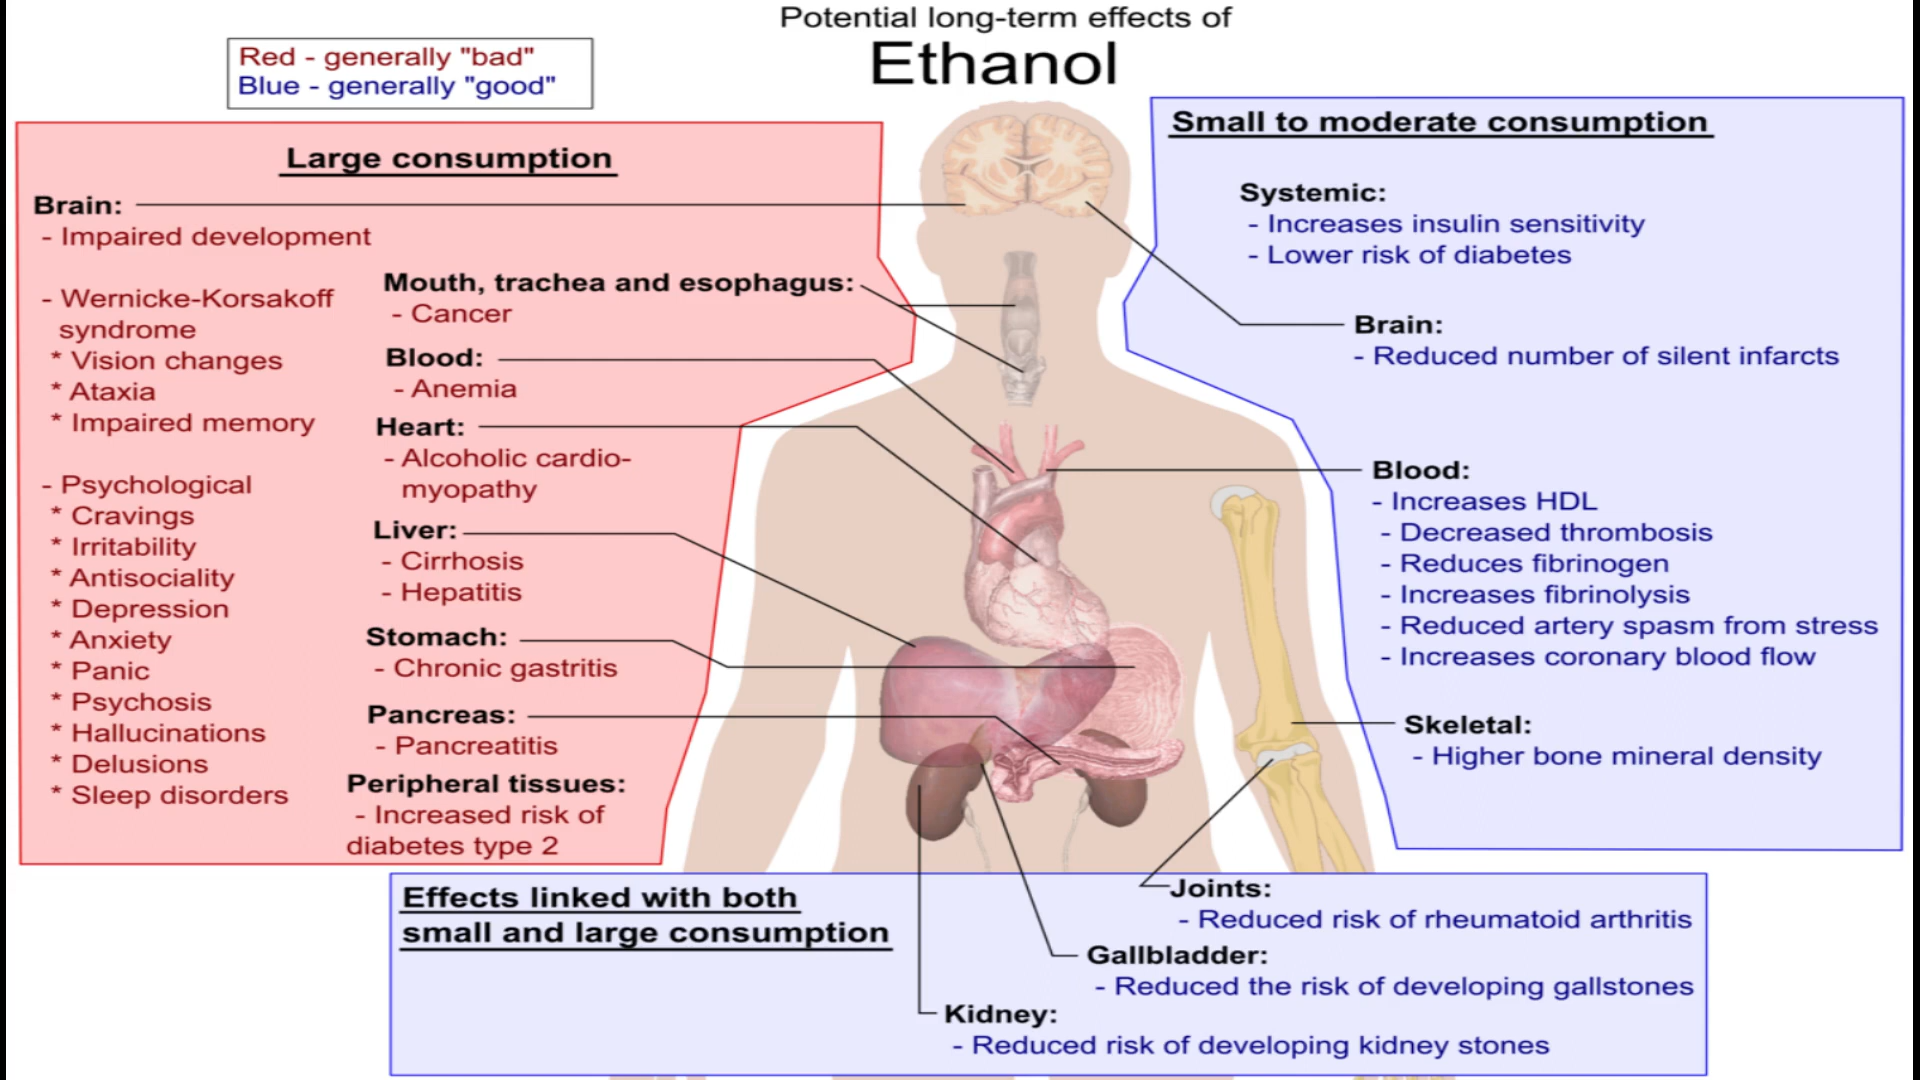 Potential long-term effects of
Ethanol
Red - generally "bad"
Blue - generally "good"
Large consumption
Brain:
- Impaired development
- Wernicke-Korsakoff
syndrome
* Vision changes
* Ataxia
* Impaired memory
- Psychological
* Cravings
* Irritability
* Antisociality
* Depression
* Anxiety
* Panic
* Psychosis
* Hallucinations
* Delusions
* Sleep disorders
Mouth, trachea and esophagus:
- Cancer
Blood:
- Anemia
Heart:
- Alcoholic cardio-
myopathy
Liver:
- Cirrhosis
- Hepatitis
Stomach:
- Chronic gastritis
Pancreas:
- Pancreatitis
Peripheral tissues:
- Increased risk of
diabetes type 2
Small to moderate consumption
Systemic:
- Increases insulin sensitivity
- Lower risk of diabetes
Brain:
- Reduced number of silent infarcts
Blood:
- Increases HDL
- Decreased thrombosis
- Reduces fibrinogen
- Increases fibrinolysis
- Reduced artery spasm from stress
- Increases coronary blood flow
Skeletal:
- Higher bone mineral density
Effects linked with both
small and large consumption
Joints:
- Reduced risk of rheumatoid arthritis
Gallbladder:
- Reduced the risk of developing gallstones
Kidney:
- Reduced risk of developing kidney stones